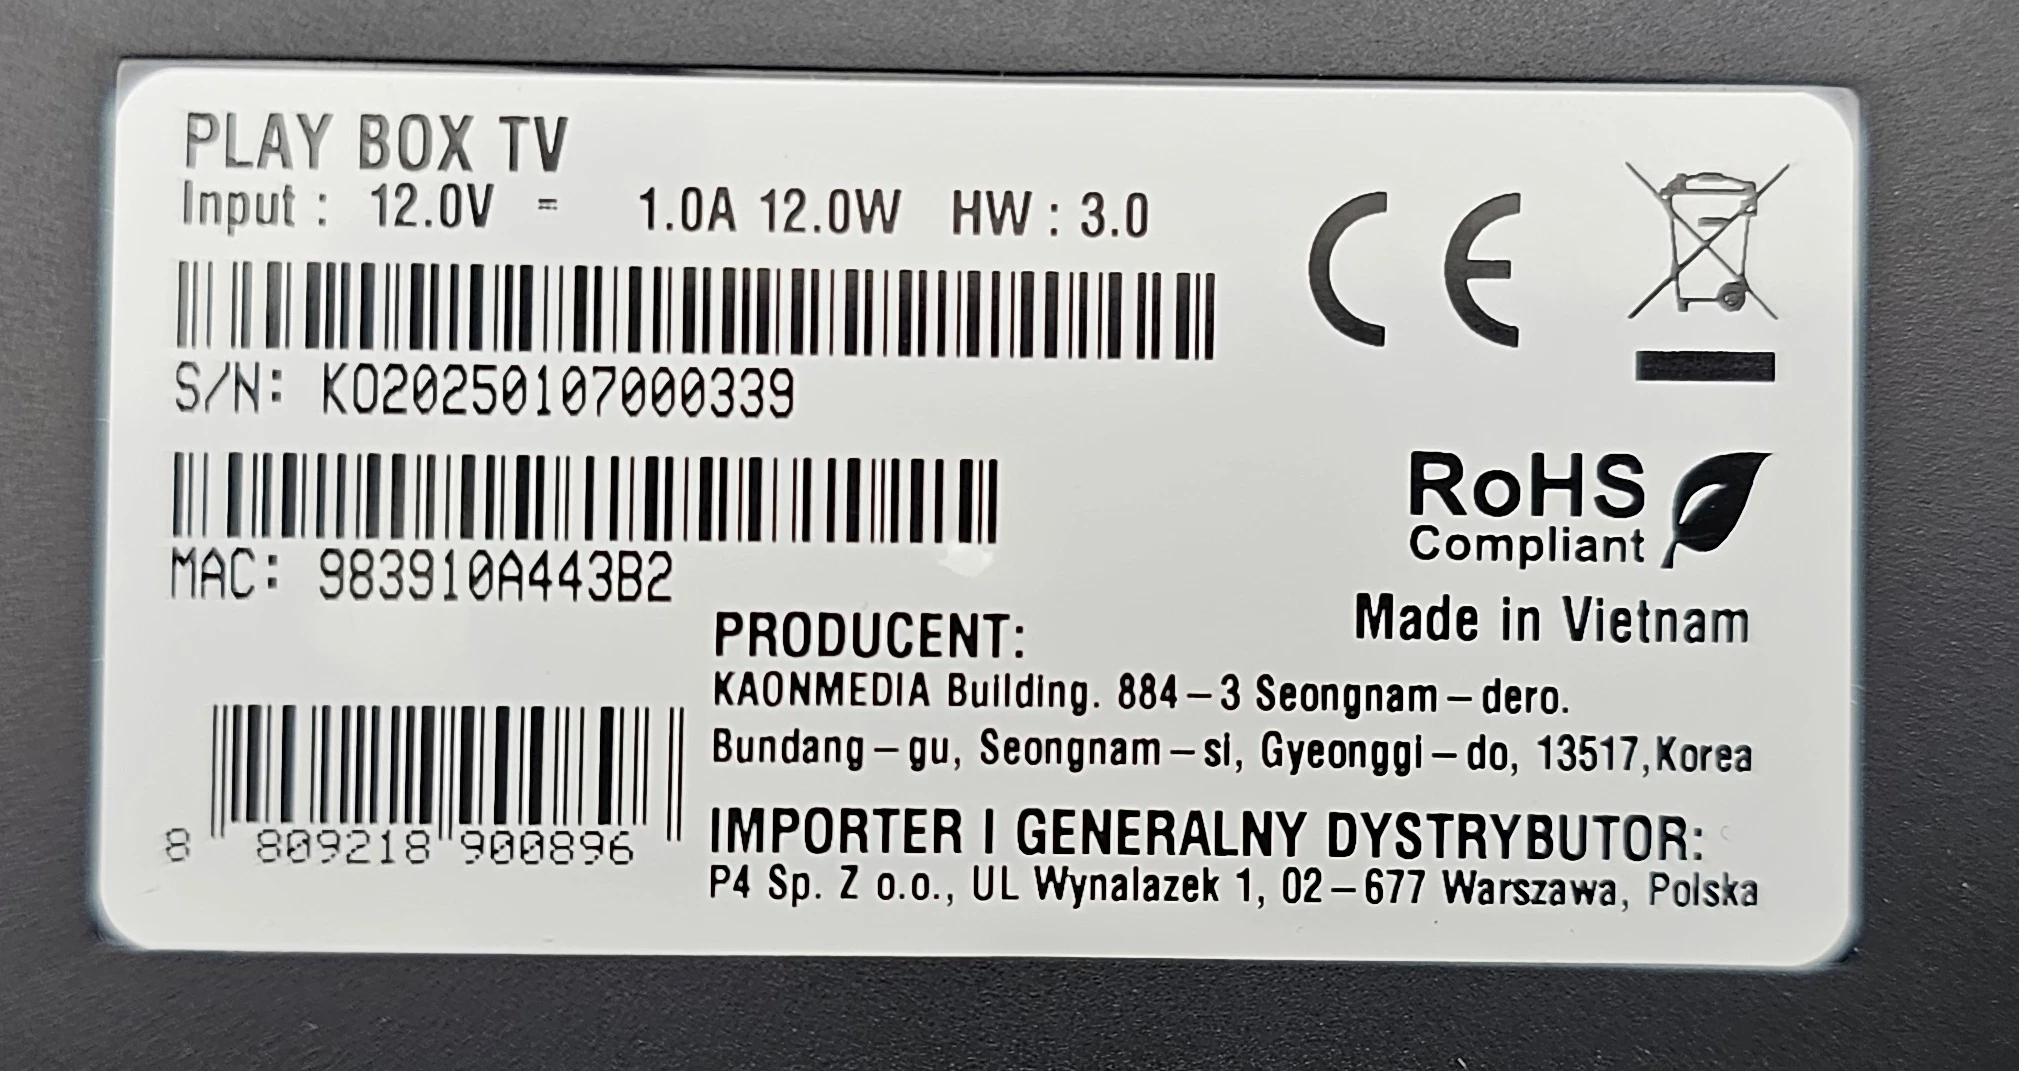 PLAY BOX TV
Input : 12.0V = 1.0A 12.0W HW : 3.0
CE
S/N: KO20250107000339
RoHS
Compliant
MAC: 983910A443B2
Made in Vietnam
PRODUCENT:
KAONMEDIA Building. 884-3 Seongnam-dero.
Bundang-gu, Seongnam-si, Gyeonggi-do, 13517,Korea
8 809218 900896
IMPORTER I GENERALNY DYSTRYBUTOR:
P4 Sp. Z o.o., UL Wynalazek 1, 02-677 Warszawa, Polska